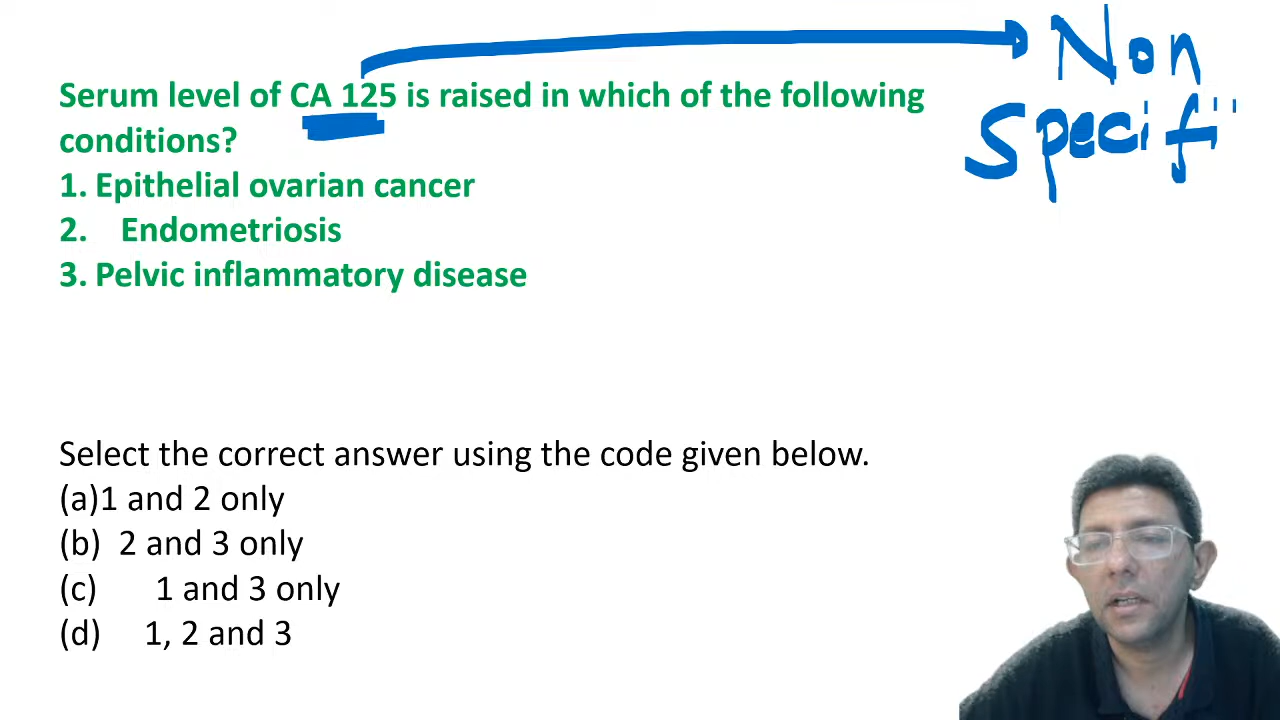 Non
Serum level of CA 125 is raised in which of the following
conditions?
1. Epithelial ovarian cancer
2. Endometriosis
3. Pelvic inflammatory disease
Select the correct answer using the code given below.
(a)1 and 2 only
(b) 2 and 3 only
(c) 1 and 3 only
(d) 1, 2 and 3